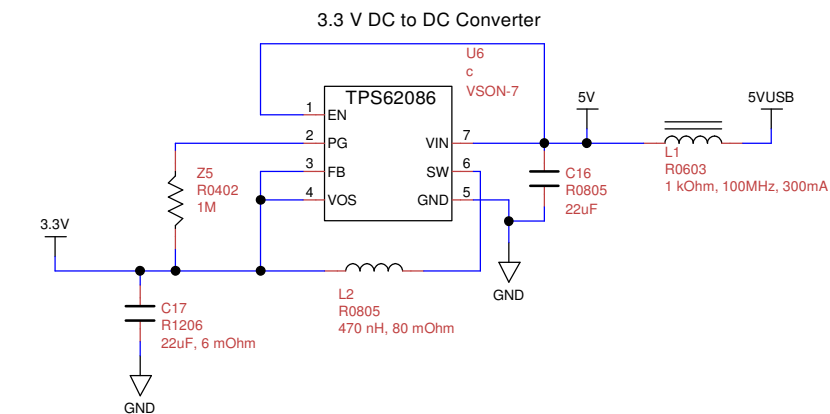 3.3 V DC to DC Converter
U6
c
VSON-7
TPS62086
1 EN
2 PG
3 FB
4 VOS
VIN 7
SW 6
GND 5
5V
5VUSB
L1
R0603
1 kOhm, 100MHz, 300mA
C16
R0805
22uF
Z5
R0402
1M
3.3V
GND
L2
R0805
470 nH, 80 mOhm
C17
R1206
22uF, 6 mOhm
GND